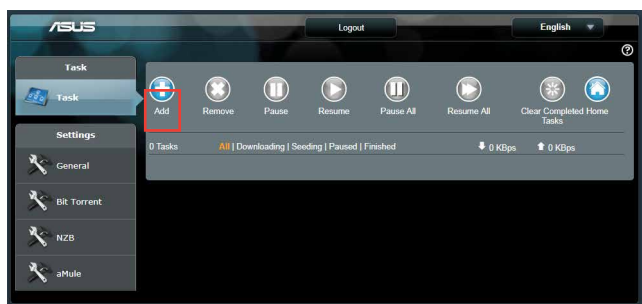 ASUS
Logout
English
?
Task
Task
Settings
General
Bit Torrent
NZB
aMule
Add
Remove
Pause
Resume
Pause All
Resume All
Clear Completed
Tasks
Home
0 Tasks
All | Downloading | Seeding | Paused | Finished
0 KBps
0 KBps